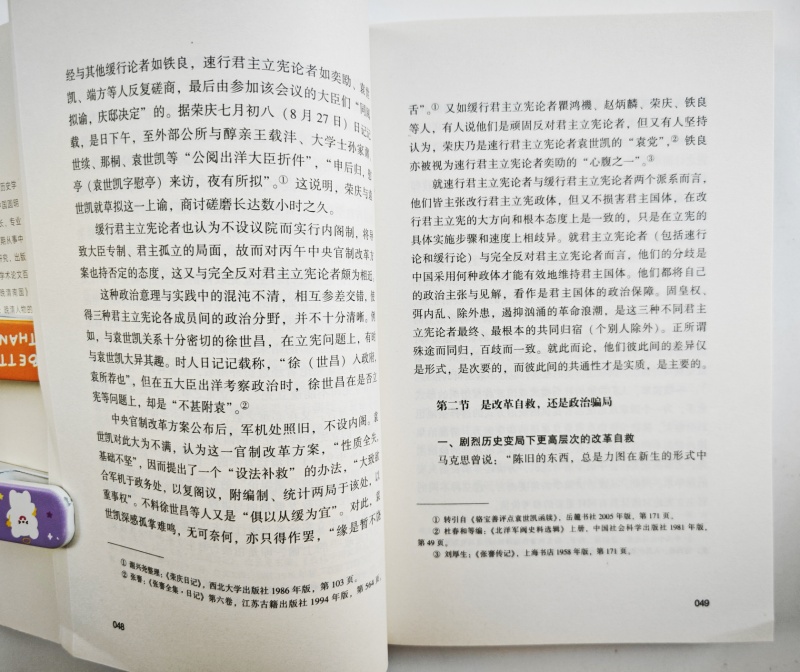 历史学
中国面明
长、专业
期从事中
研究、出版
学术论文百
给清有面》
人物的
BETT
THAN
经与其他缓行论者如铁良，速行君主立宪论者如奕劻、袁世
凯、端方等人反复磋商，最后由参加该会议的大臣们“同
拟谕，庆邸决定”的。据荣庆七月初八（8月27日）日记
载，是日下午，至外部公所与醇亲王载沣、大学士孙家鼐
世续、那桐、袁世凯等“公阅出洋大臣折件”，“申后归，慰
亭（袁世凯字慰亭）来访，夜有所拟”。①这说明，荣庆与袁
世凯就草拟这一上谕，商讨磋磨长达数小时之久。
缓行君主立宪论者也认为不设议院而实行内阁制，将导
致大臣专制、君主孤立的局面，故而对丙午中央官制改革方
案也持否定的态度，这又与完全反对君主立宪论者颇为相近。
这种政治意理与实践中的混沌不清，相互参差交错，使
得三种君主立宪论各成员间的政治分野，并不十分清晰。例
如，与袁世凯关系十分密切的徐世昌，在立宪问题上，有时
与袁世凯大异其趣。时人日记记载称，“徐（世昌）入政府，
袁所荐也”，但在五大臣出洋考察政治时，徐世昌在是否立
宪等问题上，却是“不甚附袁”。②
中央官制改革方案公布后，军机处照旧，不设内阁。袁
世凯对此大为不满，认为这一官制改革方案，“性质全失，
基础不坚”，因而提出了一个“设法补救”的办法，“大致
合军机于政务处，以复阁议，附编制、统计两局于该处，以
重事权”。不料徐世昌等人又是“俱以从缓为宜”。对此，袁
世凯深感孤掌难鸣，无可奈何，亦只得作罢，“缘是暂不
① 谢兴尧整理：《荣庆日记》，西北大学出版社1986年版，第103页。
② 张謇：《张謇全集·日记》第六卷，江苏古籍出版社1994年版，第564页。
048
舌”。①又如缓行君主立宪论者瞿鸿禨、赵炳麟、荣庆、铁良
等人，有人说他们是顽固反对君主立宪论者，但又有人坚持
认为，荣庆乃是速行君主立宪论者袁世凯的“袁党”，②铁良
亦被视为速行君主立宪论者奕劻的“心腹之一”。③
就速行君主立宪论者与缓行君主立宪论者两个派系而言，
他们皆主张改行君主立宪政体，但又不损害君主国体，在改
行君主立宪的大方向和根本态度上是一致的，只是在立宪的
具体实施步骤和速度上相歧异。就君主立宪论者（包括速行
论和缓行论）与完全反对君主立宪论者而言，他们的分歧是
中国采用何种政体才能有效地维持君主国体。他们都将自己
的政治主张与见解，看作是君主国体的政治保障。固皇权、
弭内乱、除外患，遏抑汹涌的革命浪潮，是这三种不同君主
立宪论者最终、最根本的共同归宿（个别人除外）。正所谓
殊途而同归，百歧而一致。就此而论，他们彼此间的差异仅
是形式，是次要的，而彼此间的共通性才是实质，是主要的。
第二节 是改革自救，还是政治骗局
一、剧烈历史变局下更高层次的改革自救
马克思曾说：“陈旧的东西，总是力图在新生的形式中
① 转引自《骆宝善评点袁世凯函牍》，岳麓书社2005年版，第171页。
② 杜春和等编：《北洋军阀史料选辑》上册，中国社会科学出版社1981年版，
第49页。
③ 刘厚生：《张謇传记》，上海书店1958年版，第171页。
049